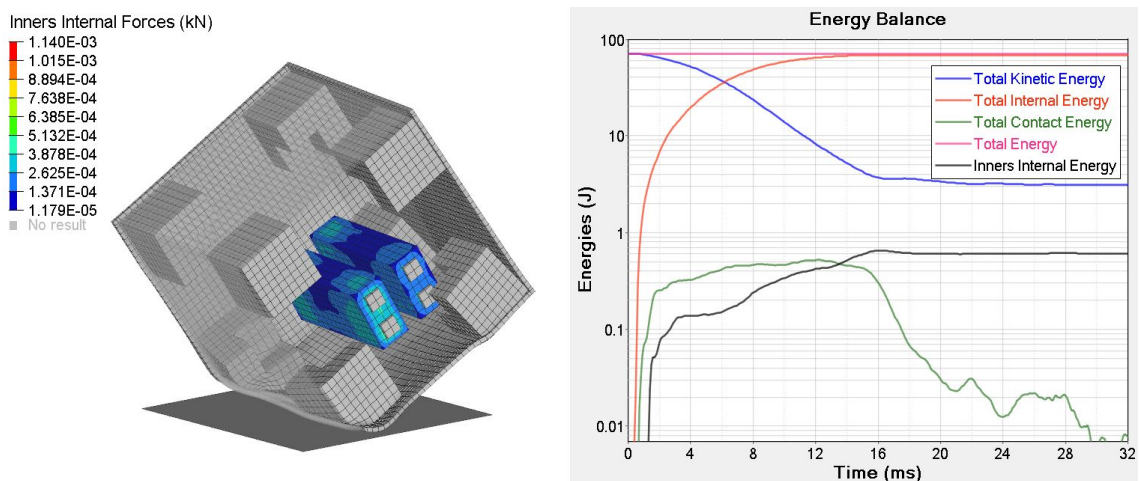 Inners Internal Forces (kN)
1.140E-03
1.015E-03
8.894E-04
7.638E-04
6.385E-04
5.132E-04
3.878E-04
2.625E-04
1.371E-04
1.179E-05
No result
Energy Balance
100
10
1
0.1
0.01
Energies (J)
Total Kinetic Energy
Total Internal Energy
Total Contact Energy
Total Energy
Inners Internal Energy
0 4 8 12 16 20 24 28 32
Time (ms)